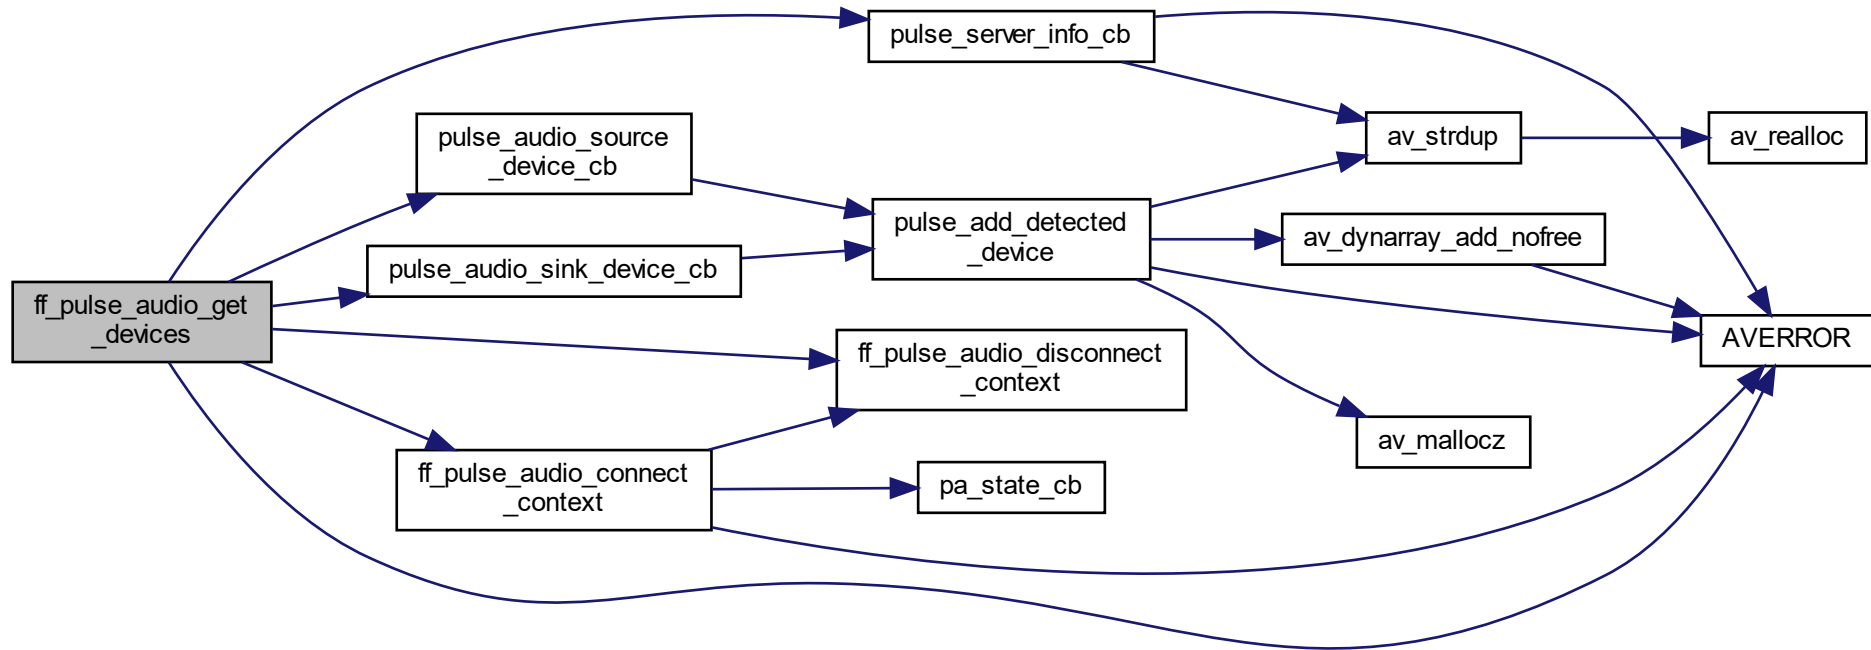 pulse_server_info_cb
pulse_audio_source
_device_cb
av_strdup
av_realloc
pulse_add_detected
_device
av_dynarray_add_nofree
pulse_audio_sink_device_cb
ff_pulse_audio_get
_devices
AVERROR
ff_pulse_audio_disconnect
_context
av_mallocz
ff_pulse_audio_connect
_context
pa_state_cb